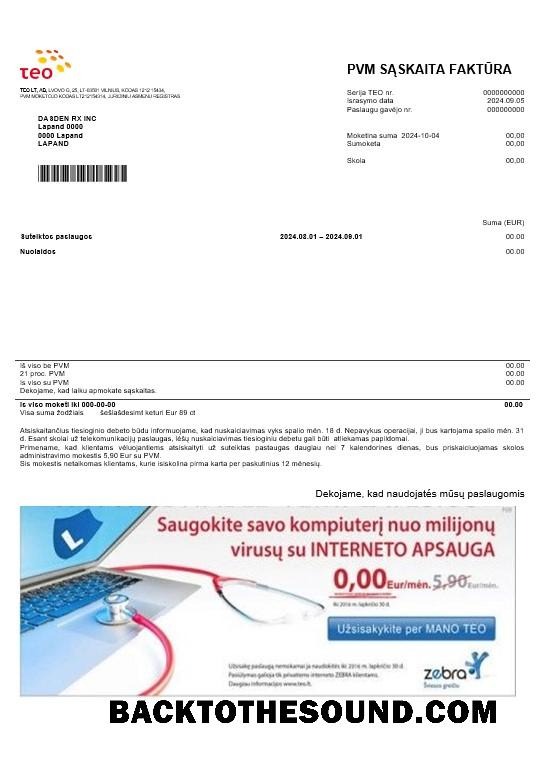 teo
PVM SĄSKAITA FAKTŪRA
TEO LT, AB, LVOVO G. 25, LT-03501 VILNIUS, KODAS 1212 15434,
PVM MOKĖTOJO KODAS LT212154314, JURIDINIŲ ASMENŲ REGISTRAS
Serija TEO nr. 0000000000
Israsymo data 2024.09.05
Paslaugu gavėjo nr. 000000000
DASDEN RX INC
Lapand 0000
0000 Lapand
LAPAND
Moketina suma 2024-10-04 00,00
Sumoketa 00,00
Skola 00,00
Suma (EUR)
Suteiktos paslaugos 2024.08.01 – 2024.09.01 00.00
Nuolaidos 00.00
Iš viso be PVM 00.00
21 proc. PVM 00.00
Is viso su PVM 00.00
Dekojame, kad laiku apmokate sąskaitas.
Is viso moketi iki 000-00-00 00.00
Visa suma žodžiais šešlašdesimt keturi Eur 89 ct
Atsiskaitančius tiesioginio debeto būdu informuojame, kad nuskaiciavimas vyks spalio mėn. 18 d. Nepavykus operacijai, ji bus kartojama spalio mėn. 31
d. Esant skolai už telekomunikacijų paslaugas, lėšų nuskaiciavimas tiesioginiu debetu gali būti atliekamas papildomai.
Primename, kad klientams vėluojantiems atsiskaityti už suteiktas paslaugas daugiau nei 7 kalendorines dienas, bus priskaiciuojamas skolos
administravimo mokestis 5,90 Eur su PVM.
Sis mokestis netaikomas klientams, kurie isiskolina pirma karta per paskutinius 12 mėnesių.
Dekojame, kad naudojatės mūsų paslaugomis
Saugokite savo kompiuterį nuo milijonų
virusų su INTERNETO APSAUGA
0,00 Eur/mėn. 5,90 Eur/mėn.
iki 2016 m. lapkričio 30 d.
Užsisakykite per MANO TEO
Užsisakę paslaugą nemokamai ja naudokitės iki 2016 m. lapkričio 30 d.
Pasiūlymas galioja tik privatiems interneto ZEBRA klientams.
Daugiau informacijos www.teo.lt.
zebra
Šviesos greičiu
BACKTOTHESOUND.COM